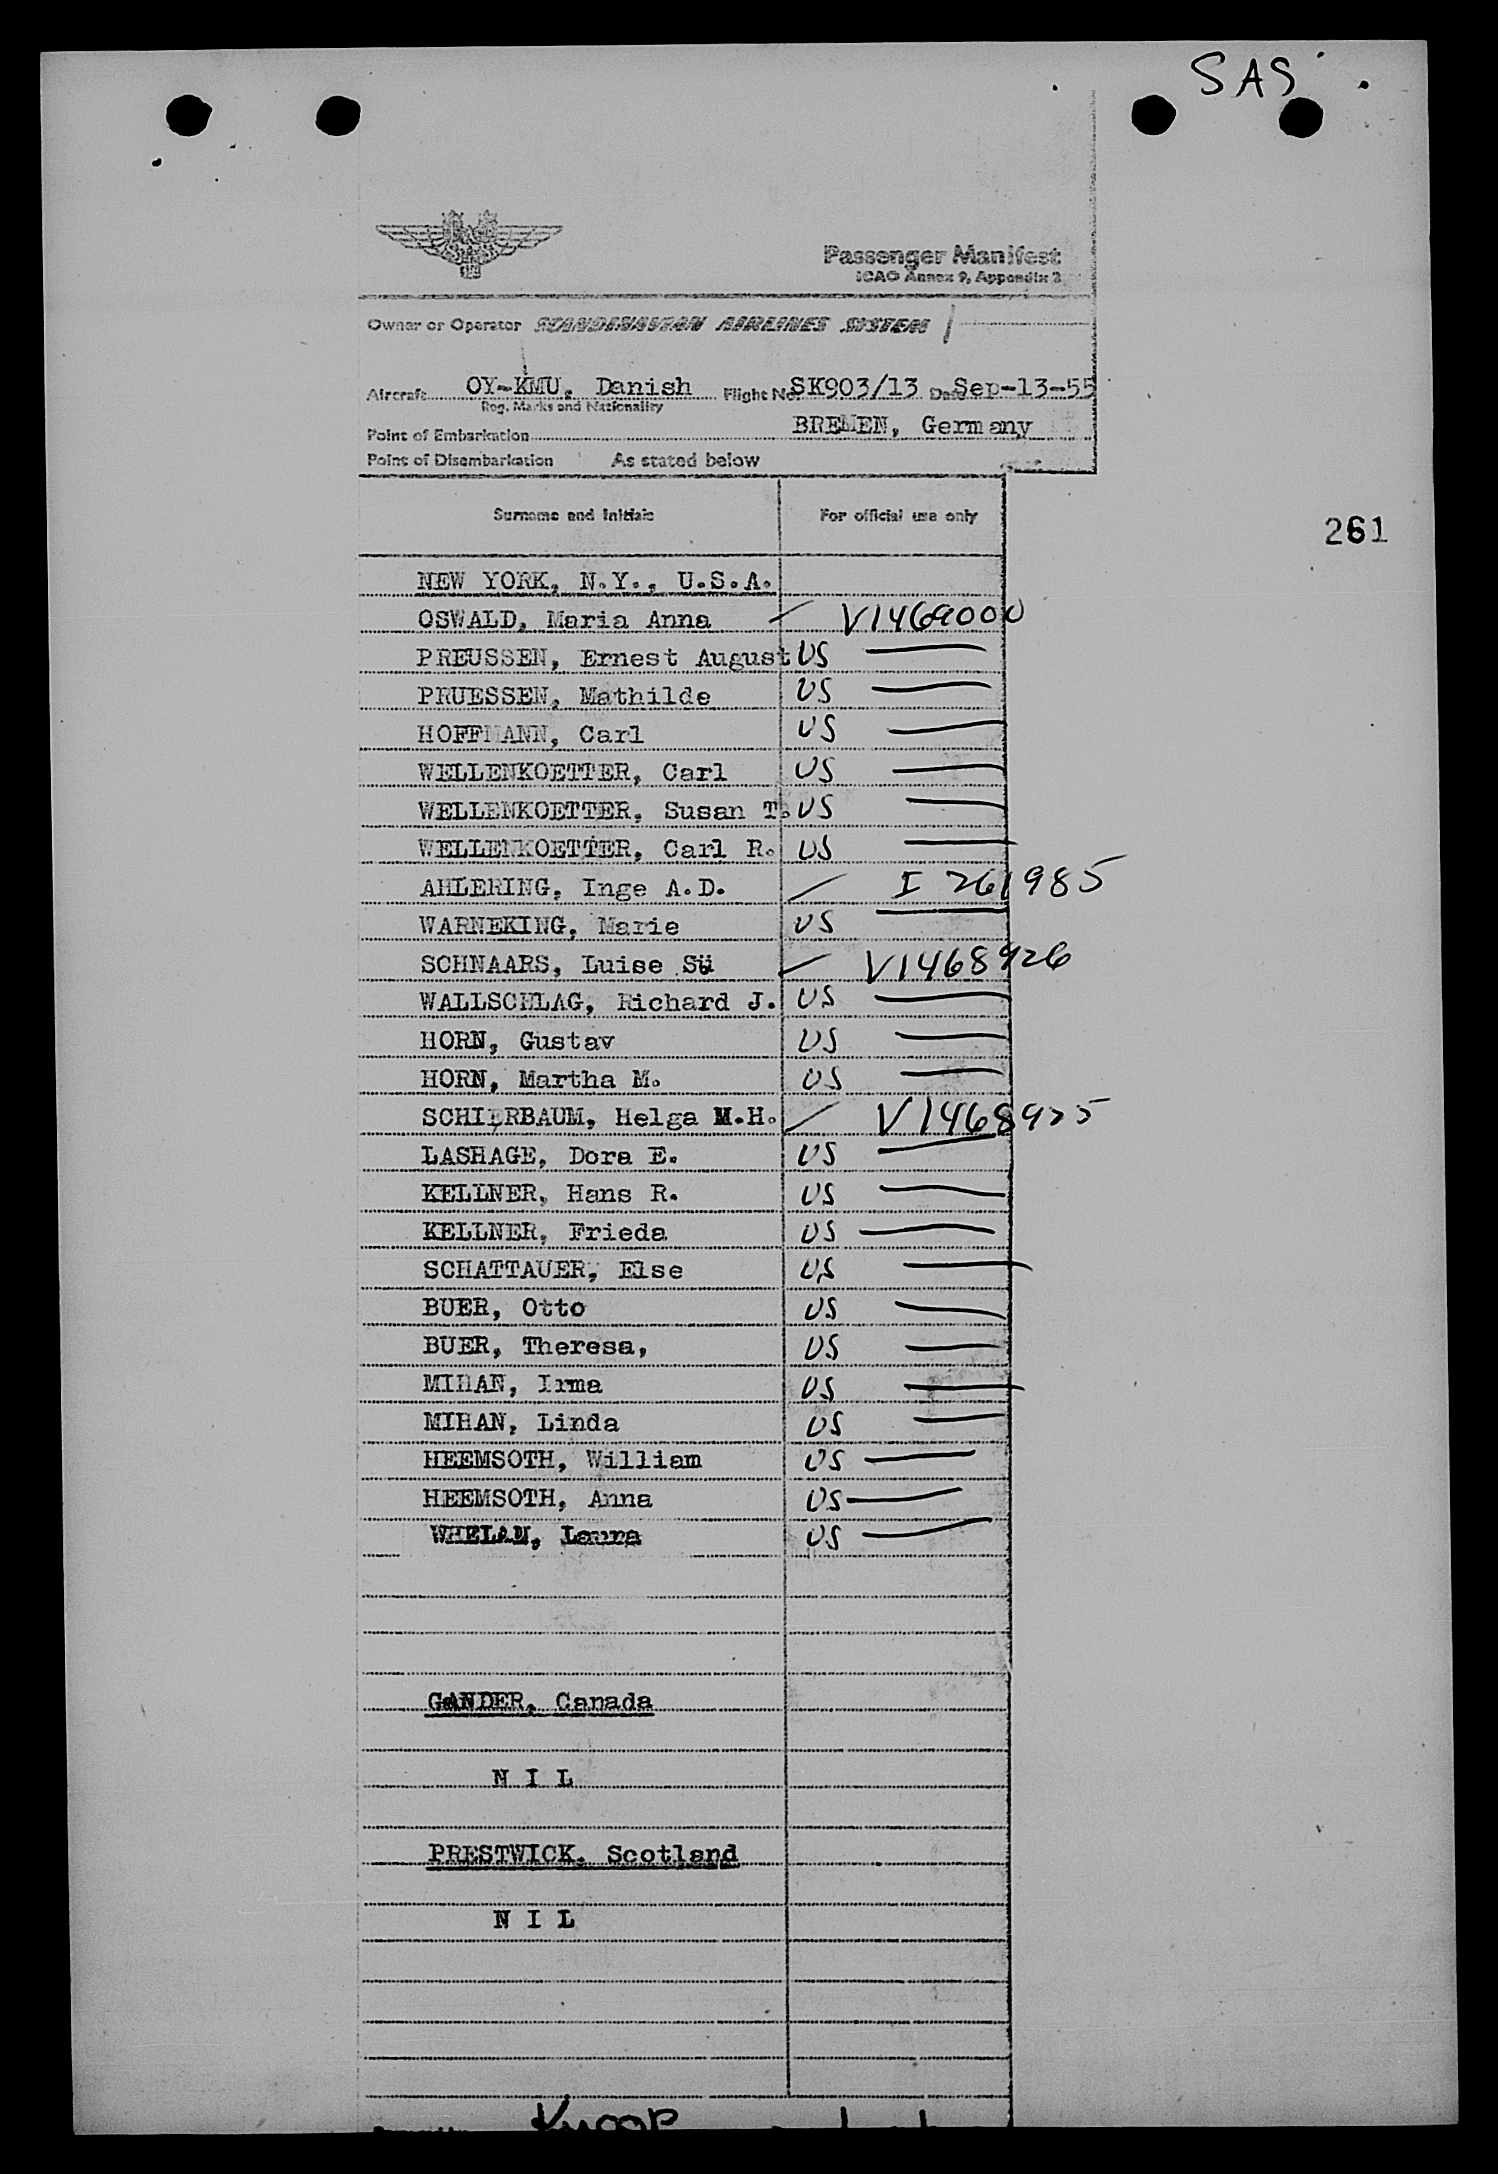 SAS
Passenger Manifest
ICAO Annex 9, Appendix 2
Owner or Operator SCANDINAVIAN AIRLINES SYSTEM
Aircraft OY-KMU, Danish Flight No. SK903/13 Date Sep-13-55
Reg. Marks and Nationality
Point of Embarkation BREMEN, Germany
Point of Disembarkation As stated below
Surname and Initials For official use only
261
NEW YORK, N.Y., U.S.A.
OSWALD, Maria Anna V1469000
PREUSSEN, Ernest August US
PRUESSEN, Mathilde US
HOFFMANN, Carl US
WELLENKOETTER, Carl US
WELLENKOETTER, Susan T. US
WELLENKOETTER, Carl R. US
AHLERING, Inge A.D. I 261985
WARNEKING, Marie US
SCHNAARS, Luise Sü V1468926
WALLSCHLAG, Richard J. US
HORN, Gustav US
HORN, Martha M. US
SCHIERBAUM, Helga M.H. V1468925
LASHAGE, Dora E. US
KELLNER, Hans R. US
KELLNER, Frieda US
SCHATTAUER, Else US
BUER, Otto US
BUER, Theresa, US
MIHAN, Irma US
MIHAN, Linda US
HEEMSOTH, William US
HEEMSOTH, Anna US
WHELAN, Laura US
GANDER, Canada
N I L
PRESTWICK, Scotland
N I L